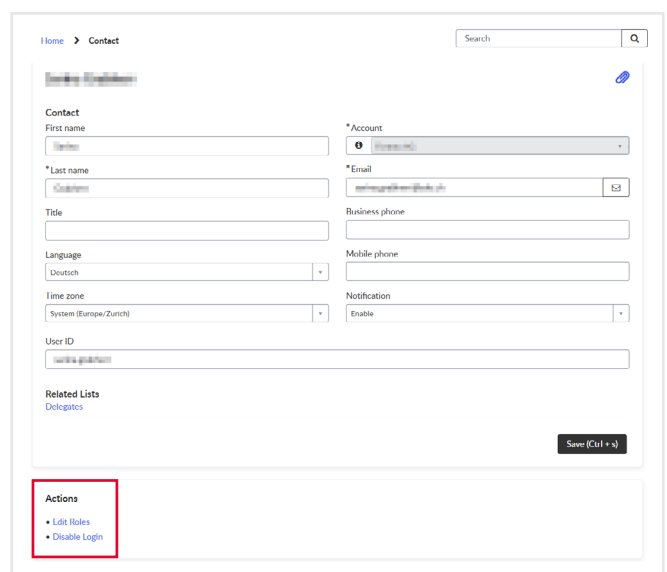 Home > Contact
Search
Contact
First name
*Account
*Last name
*Email
Title
Business phone
Language
Mobile phone
Deutsch
Time zone
Notification
System (Europe/Zurich)
Enable
User ID
Related Lists
Delegates
Save (Ctrl + s)
Actions
• Edit Roles
• Disable Login